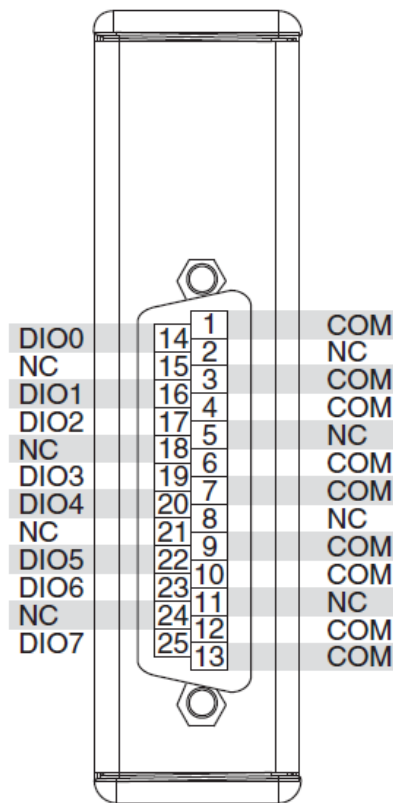 1 COM
DIO0 14
2 NC
NC 15
3 COM
DIO1 16
4 COM
DIO2 17
5 NC
NC 18
6 COM
DIO3 19
7 COM
DIO4 20
8 NC
NC 21
9 COM
DIO5 22
10 COM
DIO6 23
11 NC
NC 24
12 COM
DIO7 25
13 COM